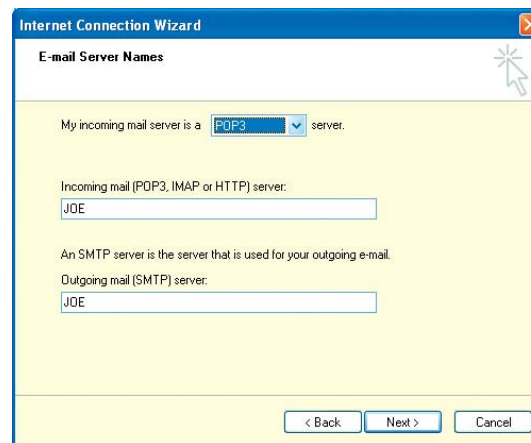 Internet Connection Wizard
E-mail Server Names
My incoming mail server is a POP3 server.
Incoming mail (POP3, IMAP or HTTP) server:
JOE
An SMTP server is the server that is used for your outgoing e-mail.
Outgoing mail (SMTP) server:
JOE
< Back Next > Cancel